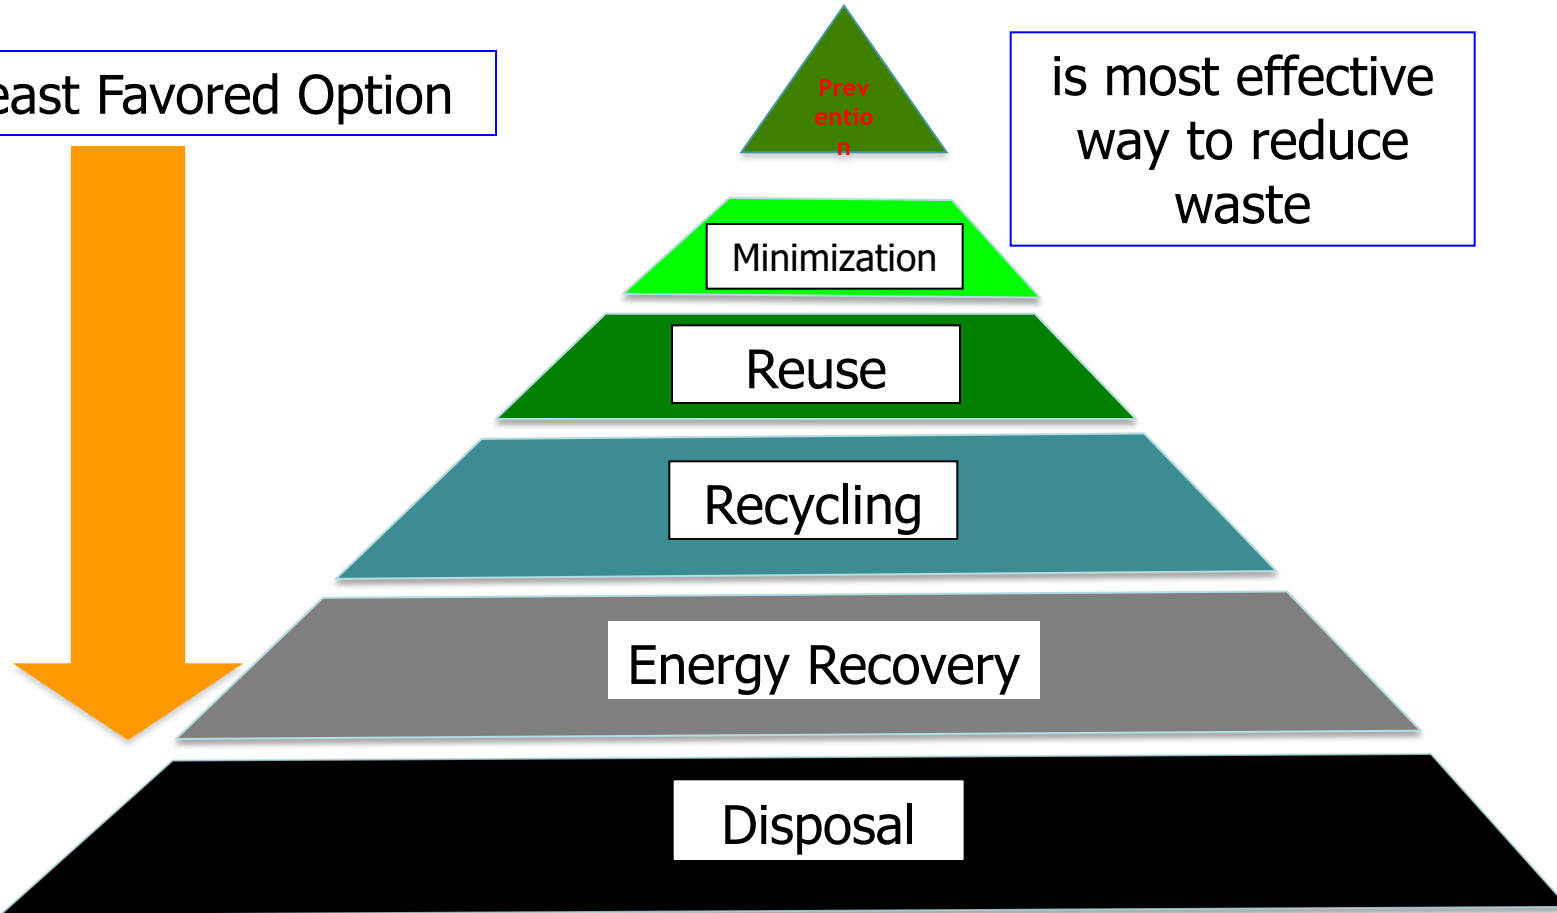 east Favored Option
Prev
entio
n
is most effective
way to reduce
waste
Minimization
Reuse
Recycling
Energy Recovery
Disposal